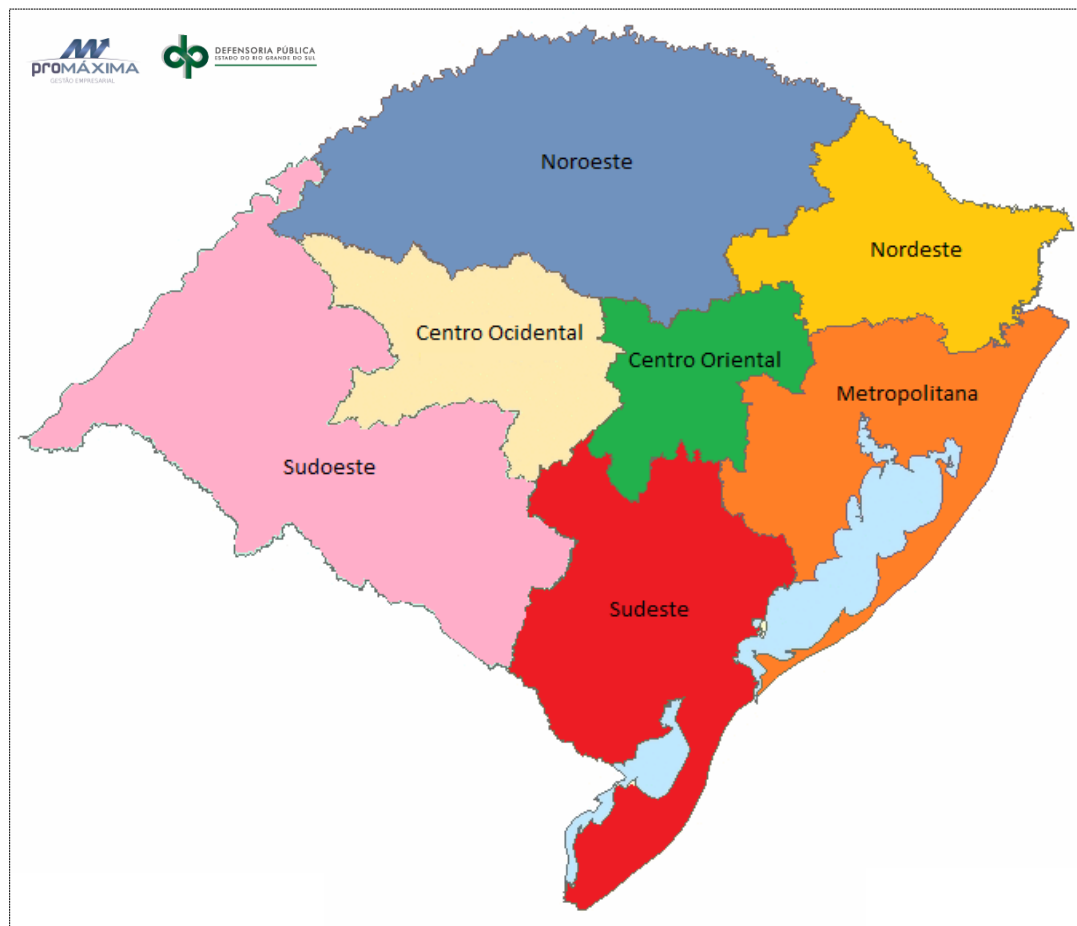 proMÁXIMA
GESTÃO EMPRESARIAL
DEFENSORIA PÚBLICA
ESTADO DO RIO GRANDE DO SUL
Noroeste
Nordeste
Centro Ocidental
Centro Oriental
Metropolitana
Sudoeste
Sudeste